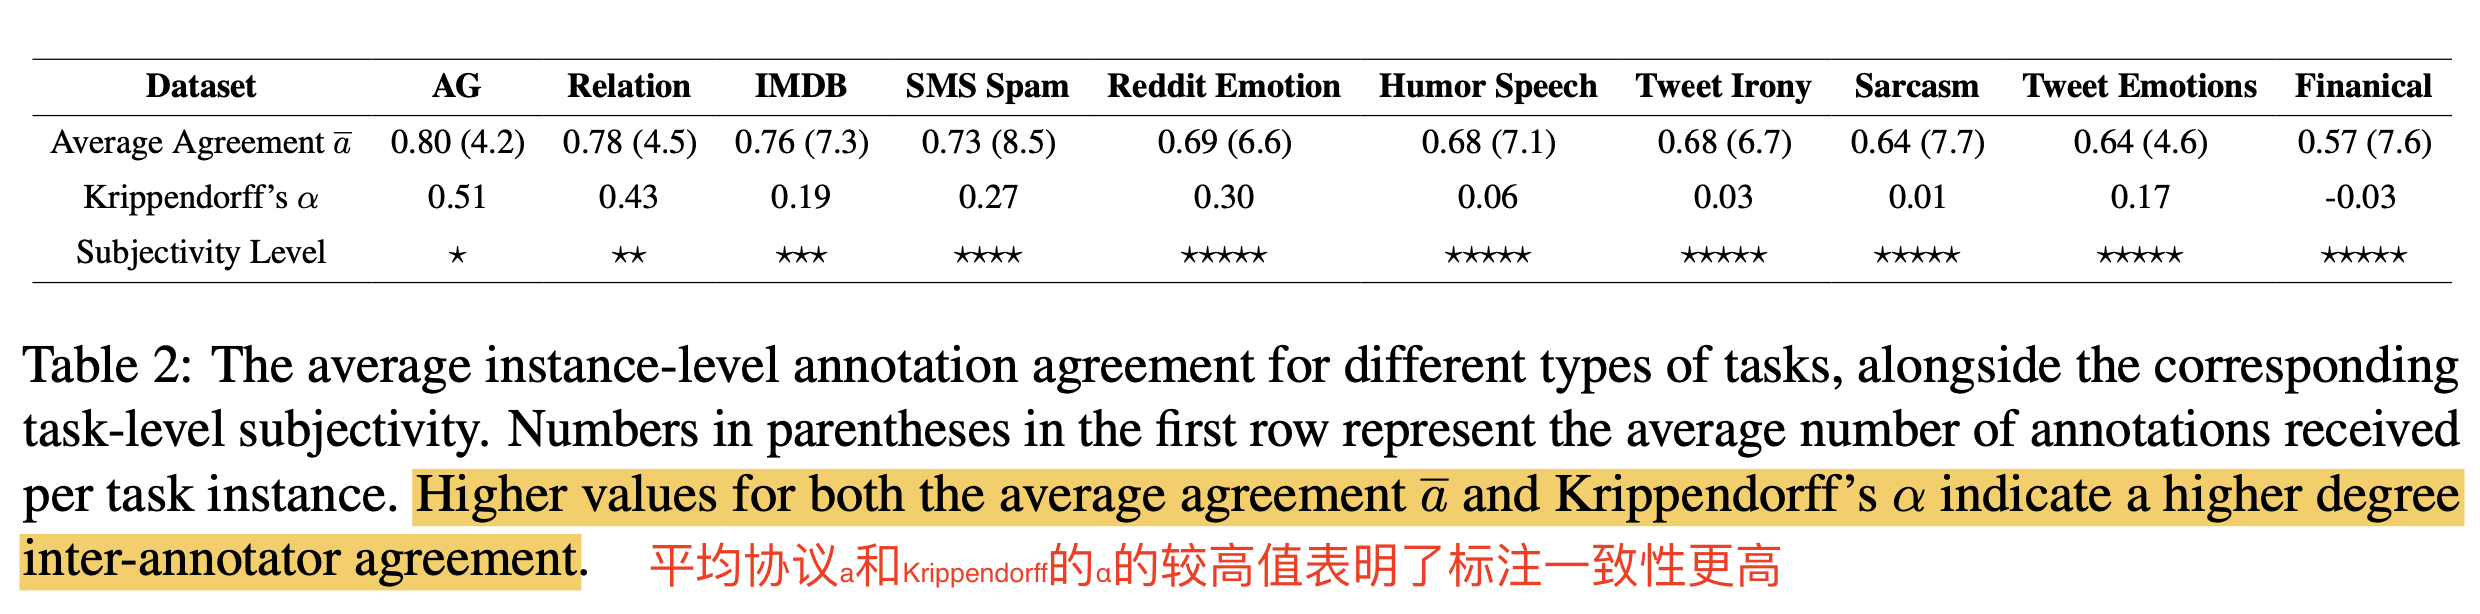 Dataset AG Relation IMDB SMS Spam Reddit Emotion Humor Speech Tweet Irony Sarcasm Tweet Emotions Finanical
Average Agreement a̅ 0.80 (4.2) 0.78 (4.5) 0.76 (7.3) 0.73 (8.5) 0.69 (6.6) 0.68 (7.1) 0.68 (6.7) 0.64 (7.7) 0.64 (4.6) 0.57 (7.6)
Krippendorff’s α 0.51 0.43 0.19 0.27 0.30 0.06 0.03 0.01 0.17 -0.03
Subjectivity Level ⋆ ⋆⋆ ⋆⋆⋆ ⋆⋆⋆⋆ ⋆⋆⋆⋆⋆ ⋆⋆⋆⋆⋆ ⋆⋆⋆⋆⋆ ⋆⋆⋆⋆⋆ ⋆⋆⋆⋆⋆ ⋆⋆⋆⋆⋆
Table 2: The average instance-level annotation agreement for different types of tasks, alongside the corresponding
task-level subjectivity. Numbers in parentheses in the first row represent the average number of annotations received
per task instance. Higher values for both the average agreement a̅ and Krippendorff’s α indicate a higher degree
inter-annotator agreement. 平均协议a和Krippendorff的α的较高值表明了标注一致性更高